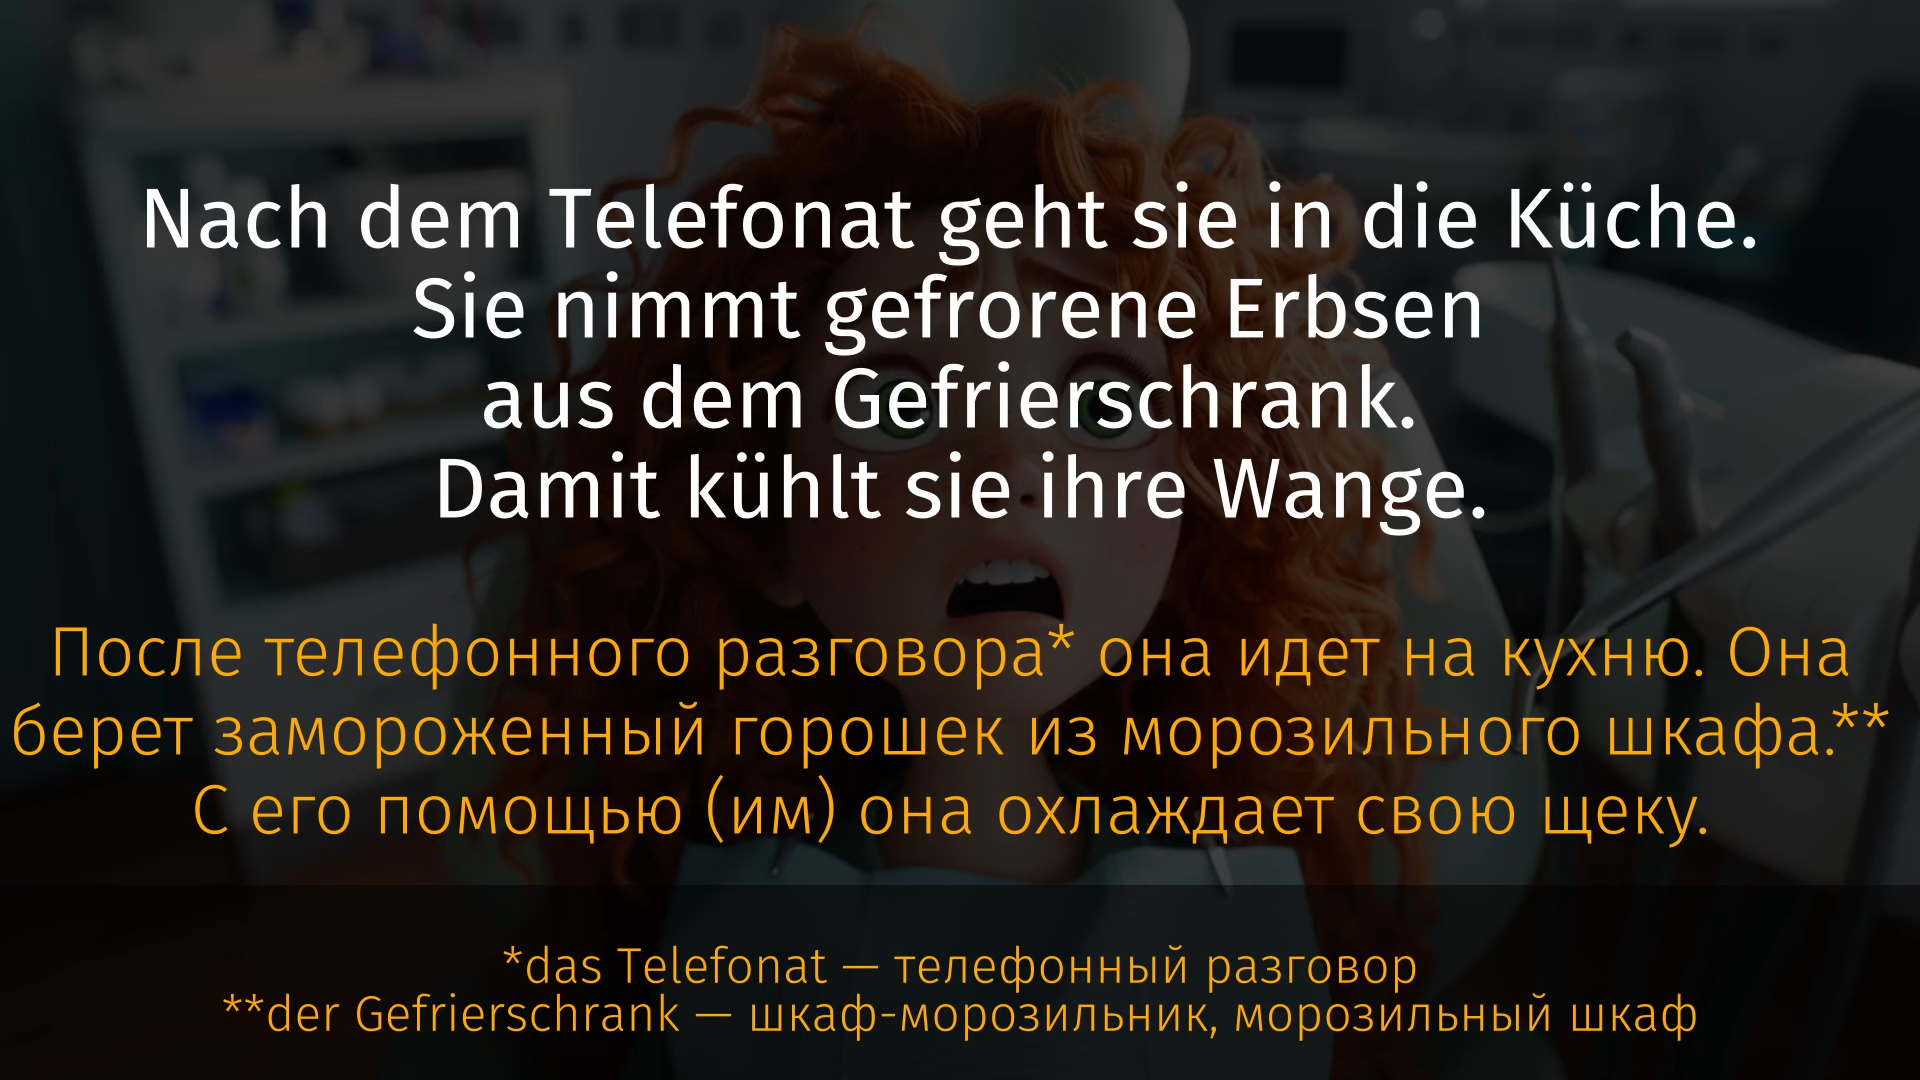 Nach dem Telefonat geht sie in die Küche.
Sie nimmt gefrorene Erbsen
aus dem Gefrierschrank.
Damit kühlt sie ihre Wange.
После телефонного разговора* она идет на кухню. Она
берет замороженный горошек из морозильного шкафа.**
С его помощью (им) она охлаждает свою щеку.
*das Telefonat — телефонный разговор
**der Gefrierschrank — шкаф-морозильник, морозильный шкаф